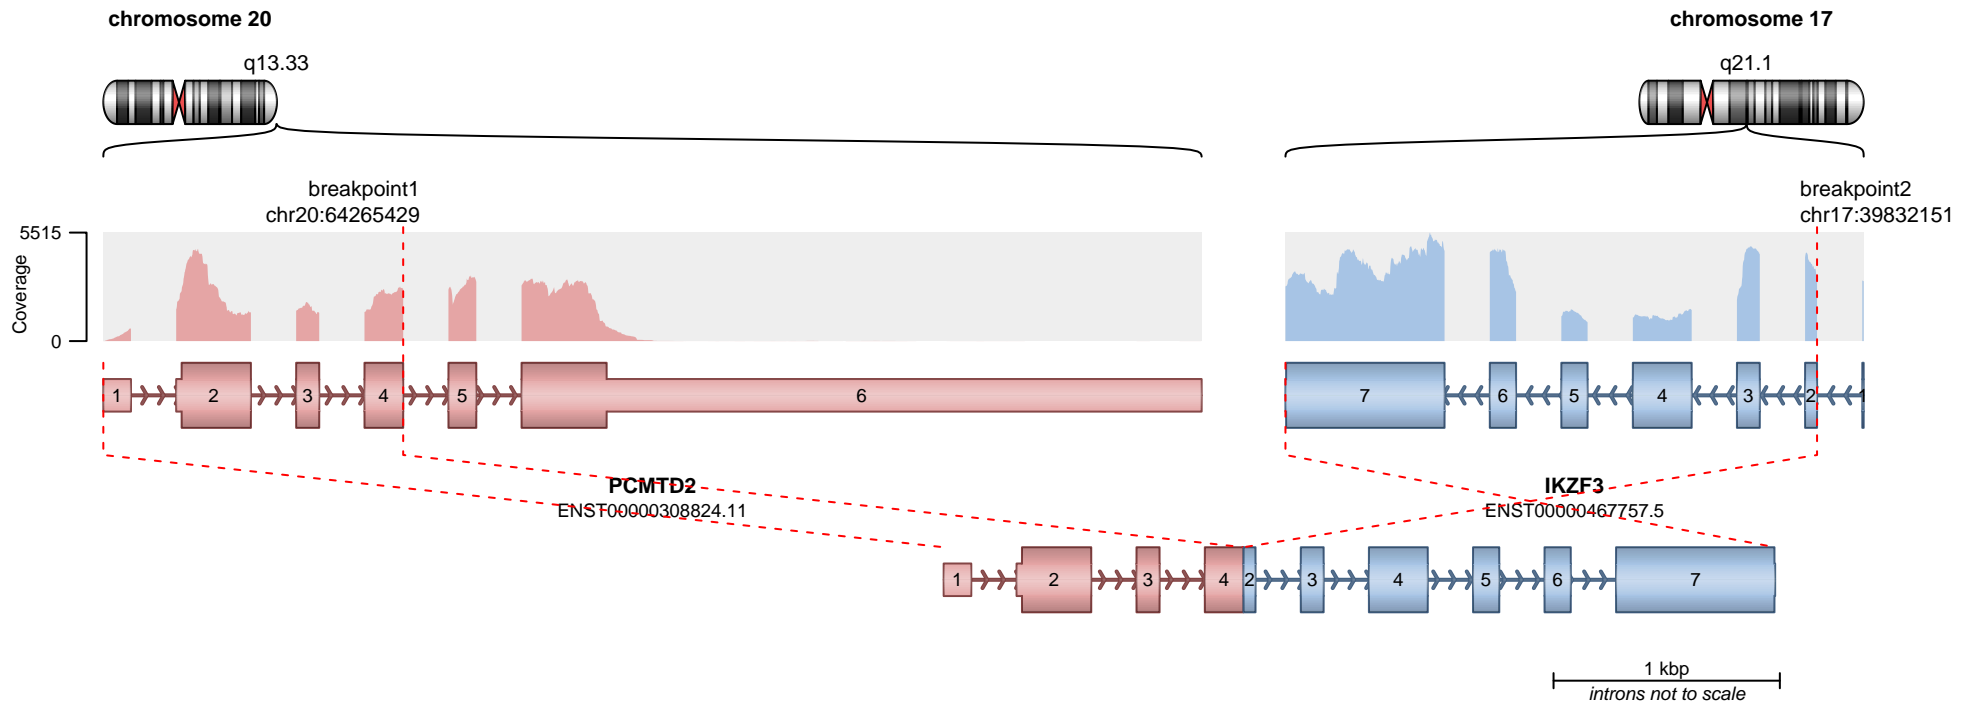 chromosome 20
chromosome 17
q13.33
q21.1
breakpoint1
chr20:64265429
breakpoint2
chr17:39832151
5515
Coverage
0
1 2 3 4 5 6
7 6 5 4 3 2 1
PCMTD2
ENST00000308824.11
IKZF3
ENST00000467757.5
1 2 3 4 2 3 4 5 6 7
1 kbp
introns not to scale